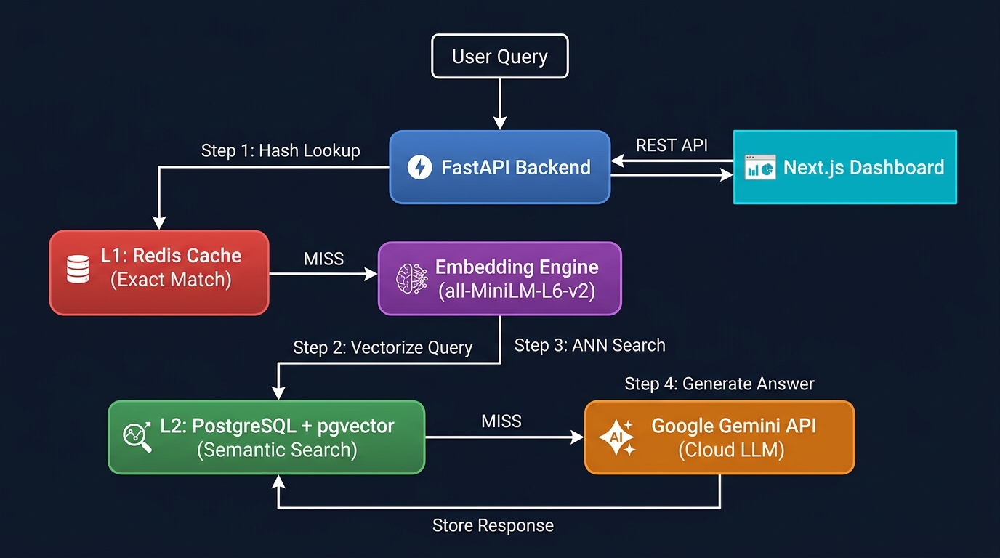 User Query
Step 1: Hash Lookup
FastAPI Backend
REST API
Next.js Dashboard
L1: Redis Cache
(Exact Match)
MISS
Embedding Engine
(all-MiniLM-L6-v2)
Step 2: Vectorize Query
Step 3: ANN Search
Step 4: Generate Answer
L2: PostgreSQL + pgvector
(Semantic Search)
MISS
AI
Google Gemini API
(Cloud LLM)
Store Response